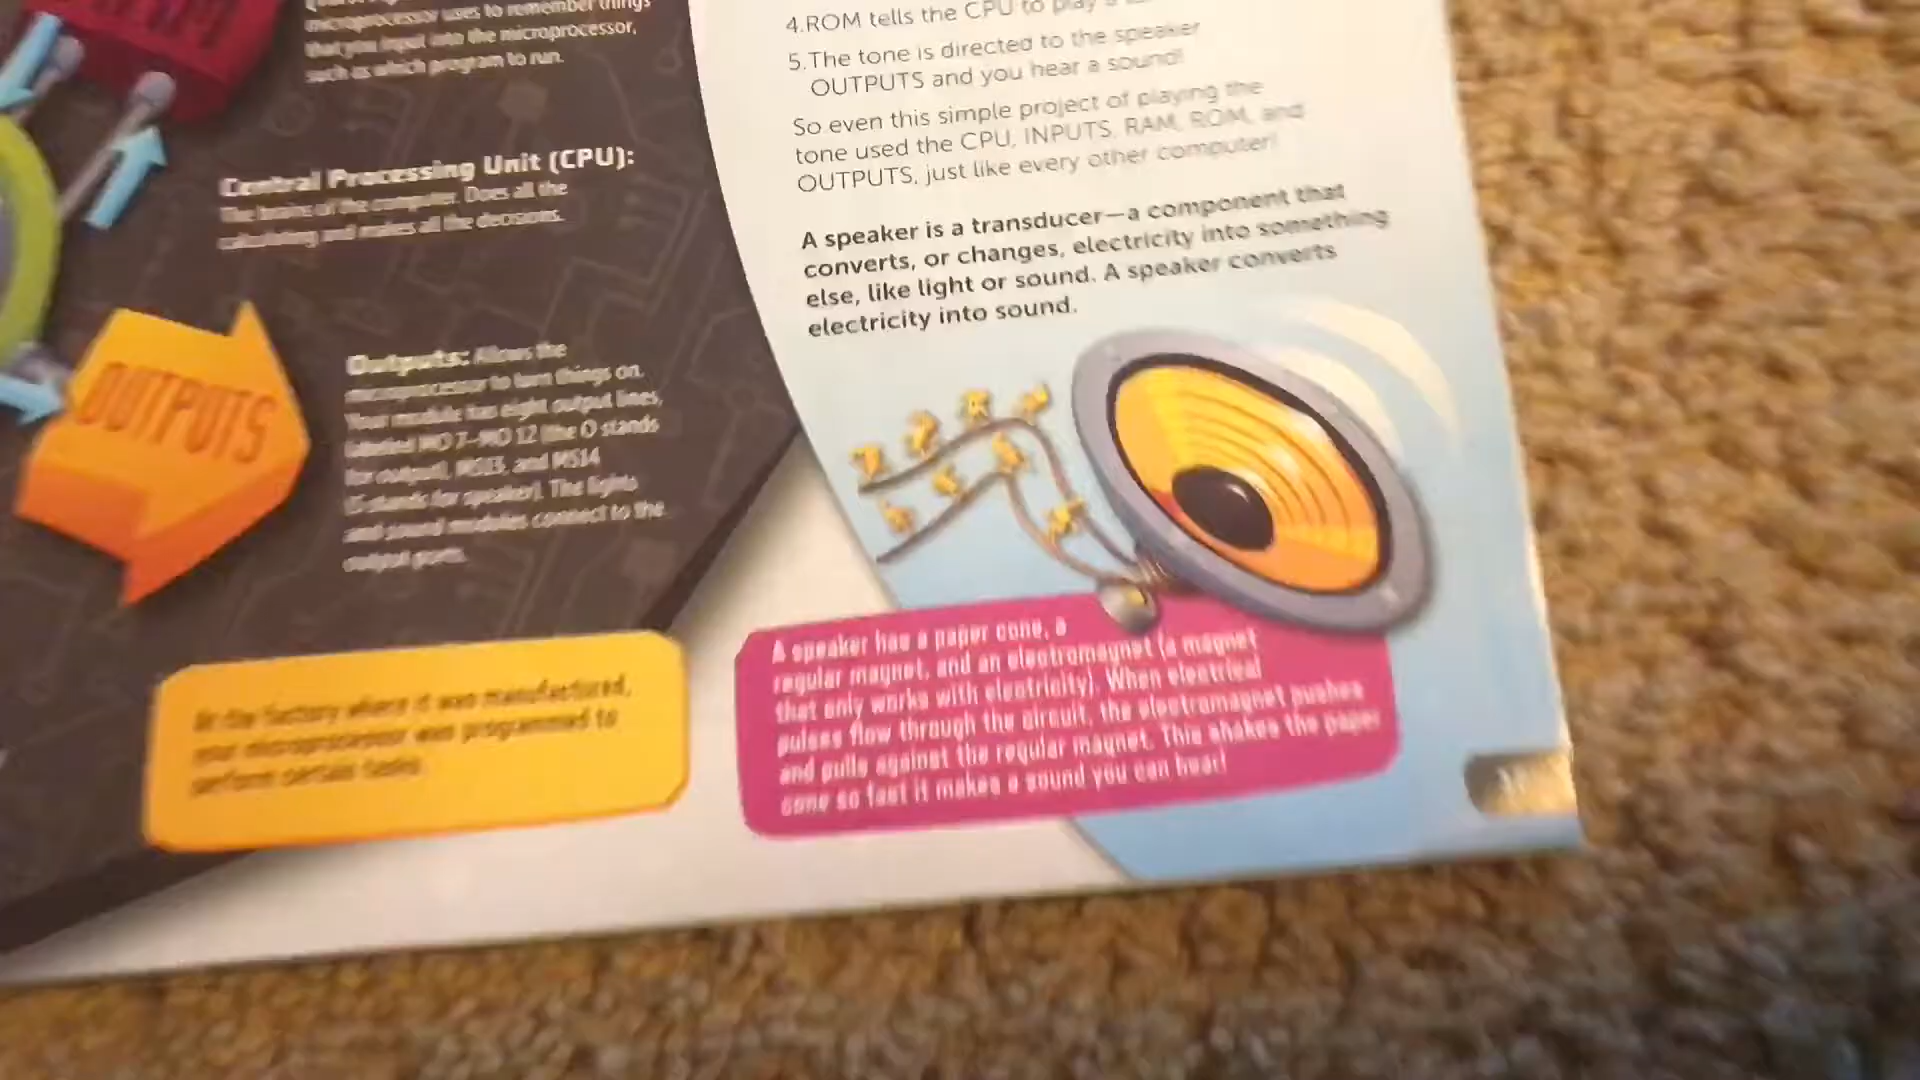 microprocessor uses to remember things
that you input into the microprocessor,
such as which program to run.
Central Processing Unit (CPU):
The brains of the computer. Does all the
calculating and makes all the decisions.
OUTPUTS
Outputs: Allows the
microprocessor to turn things on.
Your module has eight output lines,
labeled MO 7–MO 12 (the O stands
for output), MS13, and MS14
(S stands for speaker). The lights
and sound modules connect to the
output ports.
At the factory where it was manufactured,
your microprocessor was programmed to
perform certain tasks.
4.ROM tells the CPU to play a
5.The tone is directed to the speaker
OUTPUTS and you hear a sound!
So even this simple project of playing the
tone used the CPU, INPUTS, RAM, ROM, and
OUTPUTS, just like every other computer!
A speaker is a transducer—a component that
converts, or changes, electricity into something
else, like light or sound. A speaker converts
electricity into sound.
A speaker has a paper cone, a
regular magnet, and an electromagnet (a magnet
that only works with electricity). When electrical
pulses flow through the circuit, the electromagnet pushes
and pulls against the regular magnet. This shakes the paper
cone so fast it makes a sound you can hear!